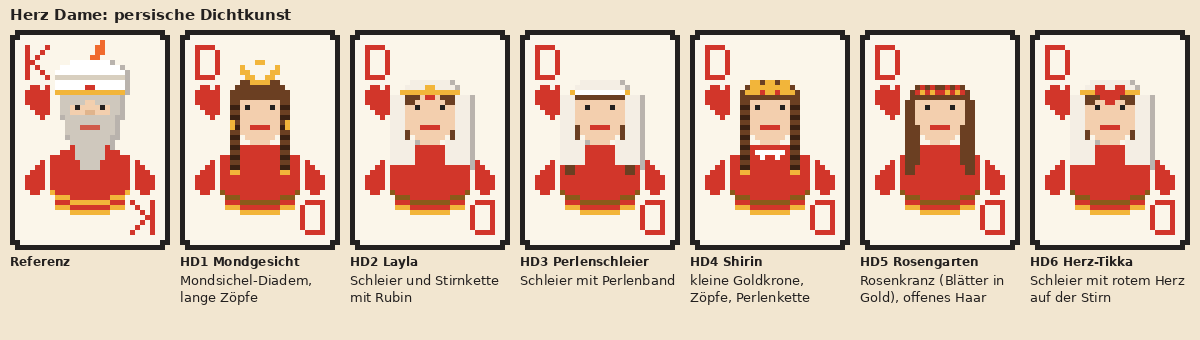 Herz Dame: persische Dichtkunst
K
K
D
D
D
D
D
D
D
D
D
D
D
D
Referenz
HD1 Mondgesicht
Mondsichel-Diadem,
lange Zöpfe
HD2 Layla
Schleier und Stirnkette
mit Rubin
HD3 Perlenschleier
Schleier mit Perlenband
HD4 Shirin
kleine Goldkrone,
Zöpfe, Perlenkette
HD5 Rosengarten
Rosenkranz (Blätter in
Gold), offenes Haar
HD6 Herz-Tikka
Schleier mit rotem Herz
auf der Stirn